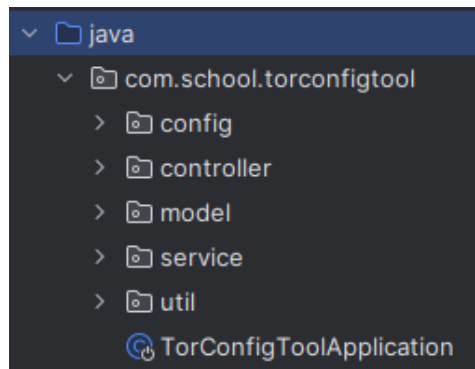 java
com.school.torconfigtool
config
controller
model
service
util
TorConfigToolApplication